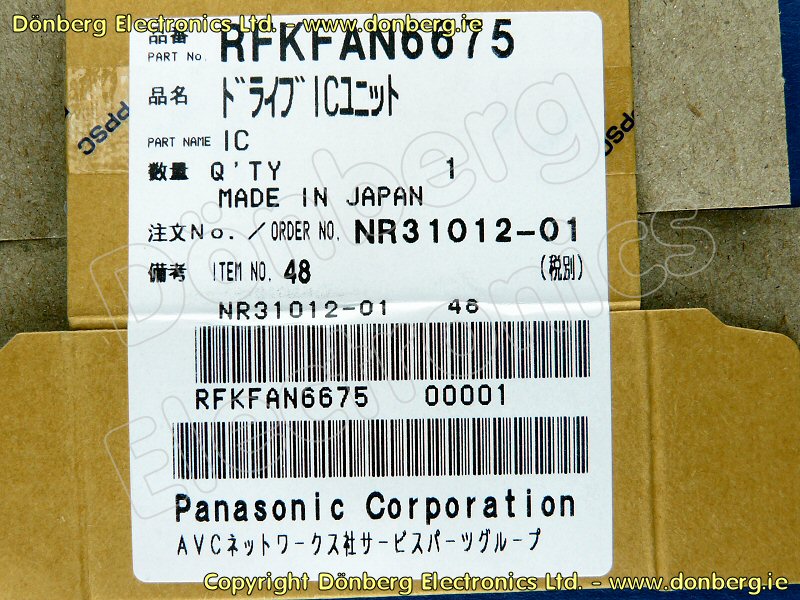 Dönberg Electronics Ltd. - www.donberg.ie
品番 RFKFAN6675
PART No.
品名 ドライブICユニット
PART NAME IC
数量 Q'TY 1
MADE IN JAPAN
注文No./ORDER NO. NR31012-01
備考 ITEM NO. 48 (税別)
NR31012-01 48
RFKFAN6675 00001
Panasonic Corporation
AVCネットワークス社サービスパーツグループ
PPSC
PPSC
Dönberg
Electronics
Copyright Dönberg Electronics Ltd. - www.donberg.ie